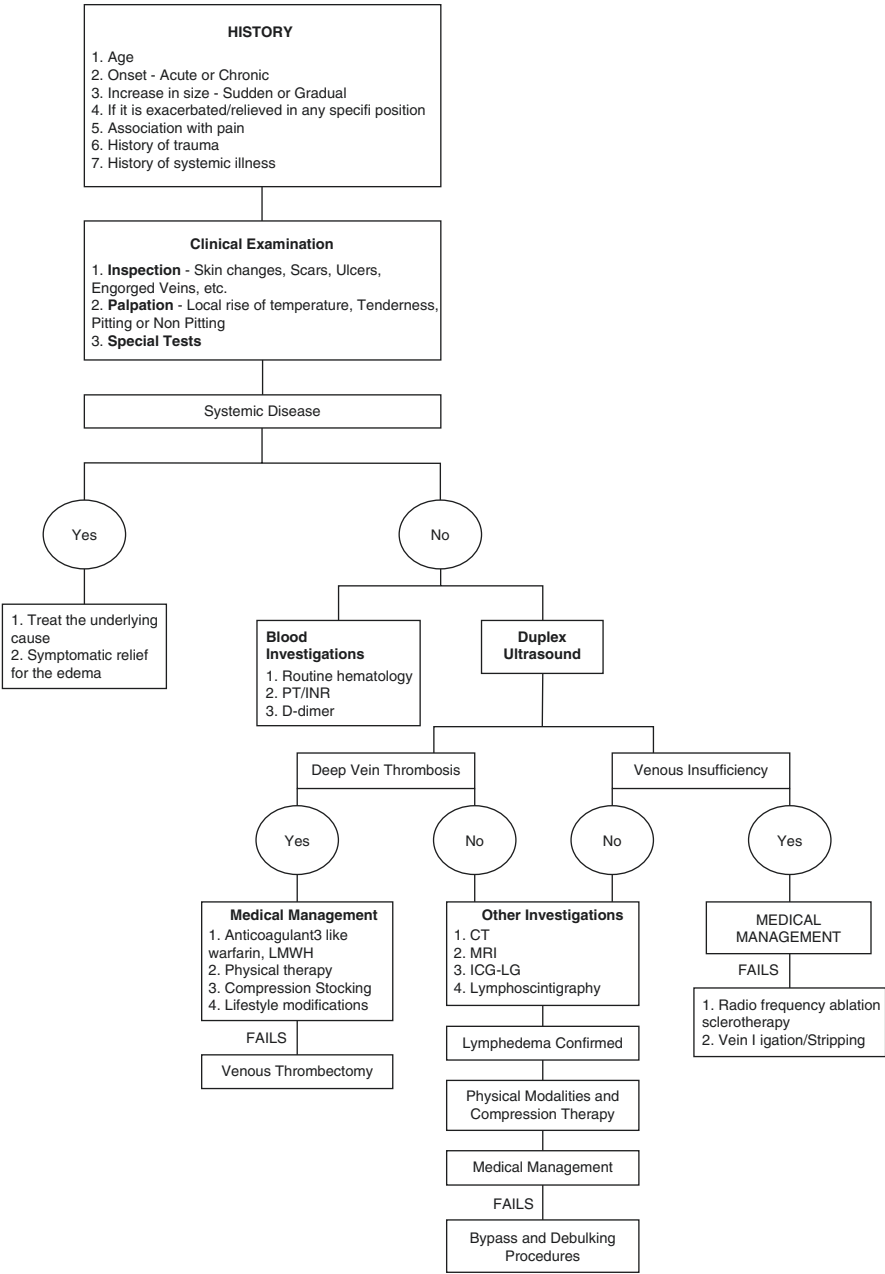 HISTORY
1. Age
2. Onset - Acute or Chronic
3. Increase in size - Sudden or Gradual
4. If it is exacerbated/relieved in any specifi position
5. Association with pain
6. History of trauma
7. History of systemic illness
Clinical Examination
1. Inspection - Skin changes, Scars, Ulcers,
Engorged Veins, etc.
2. Palpation - Local rise of temperature, Tenderness,
Pitting or Non Pitting
3. Special Tests
Systemic Disease
Yes
No
1. Treat the underlying
cause
2. Symptomatic relief
for the edema
Blood
Investigations
1. Routine hematology
2. PT/INR
3. D-dimer
Duplex
Ultrasound
Deep Vein Thrombosis
Venous Insufficiency
Yes
No
No
Yes
Medical Management
1. Anticoagulant3 like
warfarin, LMWH
2. Physical therapy
3. Compression Stocking
4. Lifestyle modifications
FAILS
Venous Thrombectomy
Other Investigations
1. CT
2. MRI
3. ICG-LG
4. Lymphoscintigraphy
Lymphedema Confirmed
Physical Modalities and
Compression Therapy
Medical Management
FAILS
Bypass and Debulking
Procedures
MEDICAL
MANAGEMENT
FAILS
1. Radio frequency ablation
sclerotherapy
2. Vein I igation/Stripping